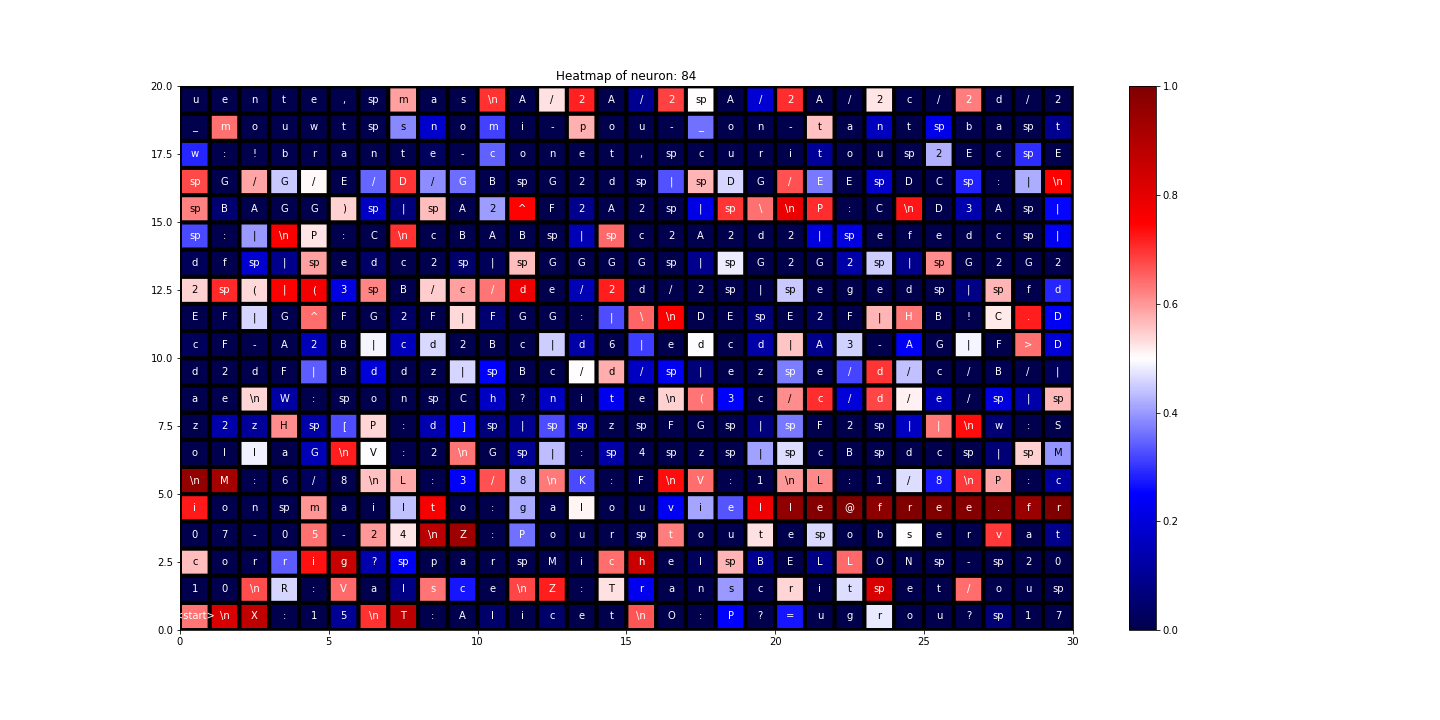 Heatmap of neuron: 84
20.0
17.5
15.0
12.5
10.0
7.5
5.0
2.5
0.0
u e n t e , sp m a s \n A / 2 A / 2 sp A / 2 A / 2 c / 2 d / 2
_ m o u w t sp s n o m i - p o u - _ o n - t a n t sp b a sp t
w : ! b r a n t e - c o n e t , sp c u r i t o u sp 2 E c sp E
sp G / G / E / D / G B sp G 2 d sp | sp D G / E E sp D C sp : | \n
sp B A G G ) sp | sp A 2 ^ F 2 A 2 sp | sp \ \n P : C \n D 3 A sp |
sp : | \n P : C \n c B A B sp | sp c 2 A 2 d 2 | sp e f e d c sp |
d f sp | sp e d c 2 sp | sp G G G G sp | sp G 2 G 2 sp | sp G 2 G 2
2 sp ( | ( 3 sp B / c / d e / 2 d / 2 sp | sp e g e d sp | sp f d
E F | G ^ F G 2 F | F G G : | \ \n D E sp E 2 F | H B ! C . D
c F - A 2 B | c d 2 B c | d 6 | e d c d | A 3 - A G | F > D
d 2 d F | B d d z | sp B c / d / sp | e z sp e / d / c / B / |
a e \n W : sp o n sp C h ? n i t e \n ( 3 c / c / d / e / sp | sp
z 2 z H sp [ P : d ] sp | sp sp z sp F G sp | sp F 2 sp | | \n w : S
o l l a G \n V : 2 \n G sp | : sp 4 sp z sp | sp c B sp d c sp | sp M
\n M : 6 / 8 \n L : 3 / 8 \n K : F \n V : 1 \n L : 1 / 8 \n P : c
i o n sp m a i l t o : g a l o u v i e l l e @ f r e e . f r
0 7 - 0 5 - 2 4 \n Z : P o u r sp t o u t e sp o b s e r v a t
c o r r i g ? sp p a r sp M i c h e l sp B E L L O N sp - sp 2 0
1 0 \n R : V a l s c e \n Z : T r a n s c r i t sp e t / o u sp
<start> \n X : 1 5 \n T : A l i c e t \n O : P ? = u g r o u ? sp 1 7
0 5 10 15 20 25 30
1.0
0.8
0.6
0.4
0.2
0.0